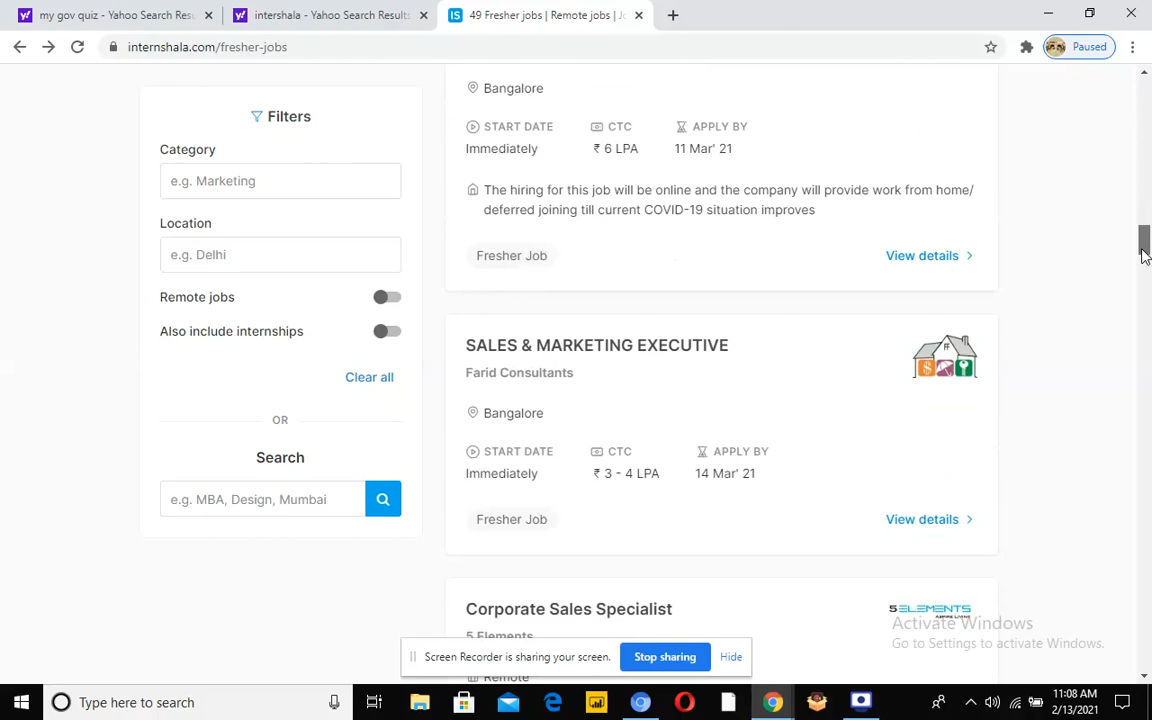 my gov quiz - Yahoo Search Resu
intershala - Yahoo Search Results
IS
49 Fresher jobs | Remote jobs | Jo
internshala.com/fresher-jobs
Paused
Filters
Category
e.g. Marketing
Location
e.g. Delhi
Remote jobs
Also include internships
Clear all
OR
Search
e.g. MBA, Design, Mumbai
Bangalore
START DATE
CTC
APPLY BY
Immediately
₹ 6 LPA
11 Mar' 21
The hiring for this job will be online and the company will provide work from home/
deferred joining till current COVID-19 situation improves
Fresher Job
View details
SALES & MARKETING EXECUTIVE
Farid Consultants
Bangalore
START DATE
CTC
APPLY BY
Immediately
₹ 3 - 4 LPA
14 Mar' 21
Fresher Job
View details
Corporate Sales Specialist
5 Elements
5ELEMENTS
Remote
Activate Windows
Go to Settings to activate Windows.
Screen Recorder is sharing your screen.
Stop sharing
Hide
Type here to search
11:08 AM
2/13/2021